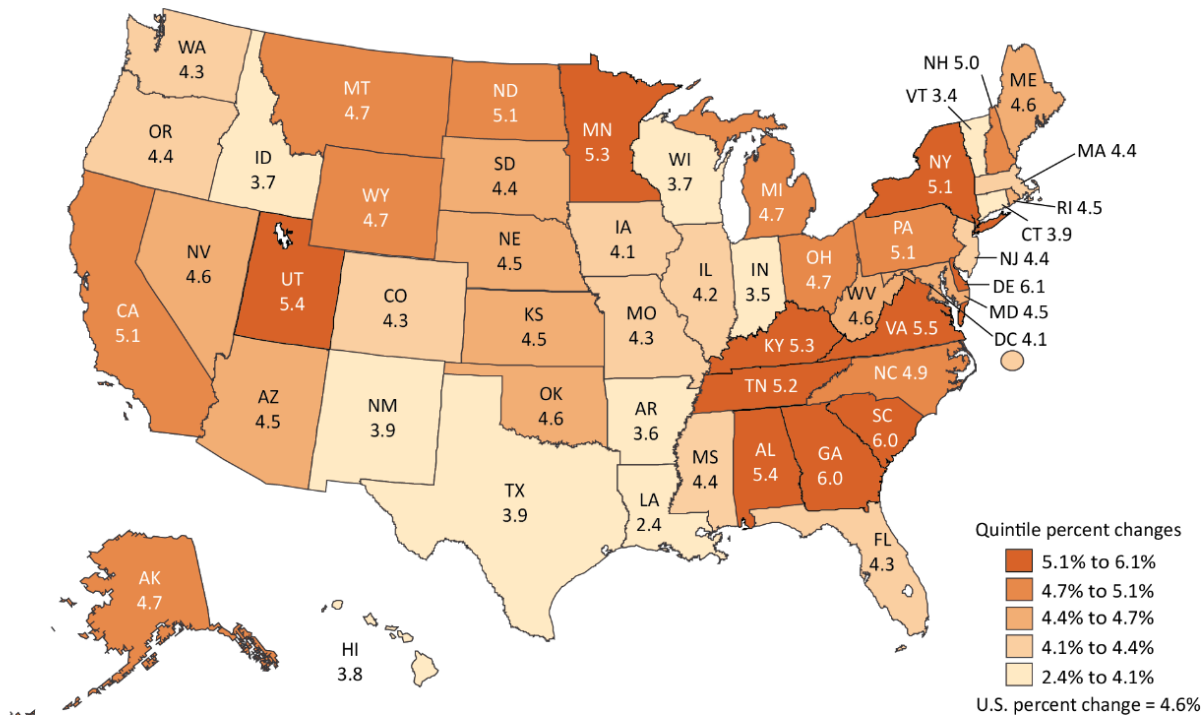 WA
4.3
OR
4.4
CA
5.1
NV
4.6
ID
3.7
MT
4.7
WY
4.7
UT
5.4
AZ
4.5
CO
4.3
NM
3.9
ND
5.1
SD
4.4
NE
4.5
KS
4.5
OK
4.6
TX
3.9
MN
5.3
IA
4.1
MO
4.3
AR
3.6
LA
2.4
WI
3.7
IL
4.2
MS
4.4
MI
4.7
IN
3.5
OH
4.7
KY 5.3
TN 5.2
AL
5.4
GA
6.0
FL
4.3
SC
6.0
NC 4.9
VA 5.5
WV
4.6
PA
5.1
NY
5.1
VT 3.4
NH 5.0
ME
4.6
MA 4.4
RI 4.5
CT 3.9
NJ 4.4
DE 6.1
MD 4.5
DC 4.1
AK
4.7
HI
3.8
Quintile percent changes
5.1% to 6.1%
4.7% to 5.1%
4.4% to 4.7%
4.1% to 4.4%
2.4% to 4.1%
U.S. percent change = 4.6%